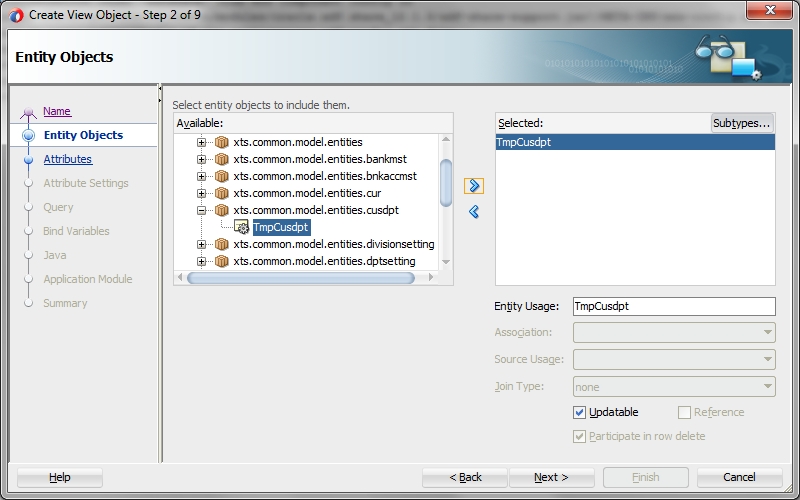 Create View Object - Step 2 of 9
Entity Objects
Name
Entity Objects
Attributes
Attribute Settings
Query
Bind Variables
Java
Application Module
Summary
Select entity objects to include them.
Available:
xts.common.model.entities
xts.common.model.entities.bankmst
xts.common.model.entities.bnkaccmst
xts.common.model.entities.cur
xts.common.model.entities.cusdpt
TmpCusdpt
xts.common.model.entities.divisionsetting
xts.common.model.entities.dptsetting
Selected:
Subtypes...
TmpCusdpt
Entity Usage: TmpCusdpt
Association:
Source Usage:
Join Type: none
Updatable Reference
Participate in row delete
Help
< Back
Next >
Finish
Cancel